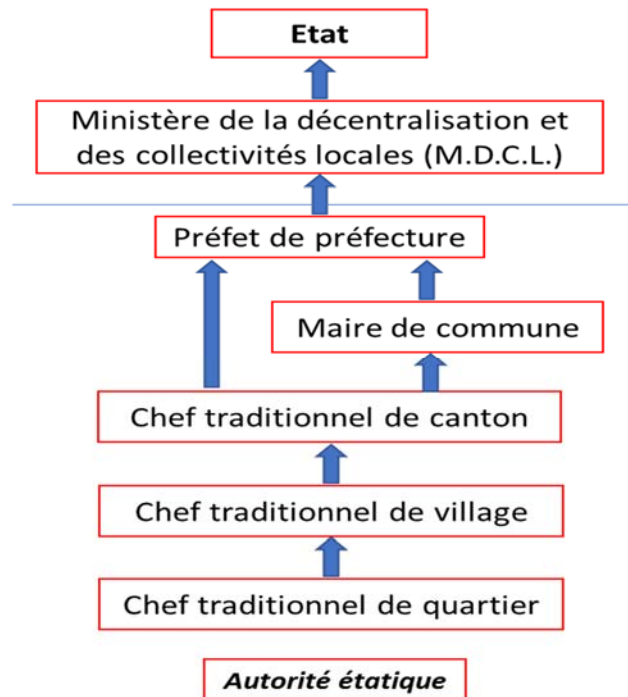 Etat
Ministère de la décentralisation et
des collectivités locales (M.D.C.L.)
Préfet de préfecture
Maire de commune
Chef traditionnel de canton
Chef traditionnel de village
Chef traditionnel de quartier
Autorité étatique